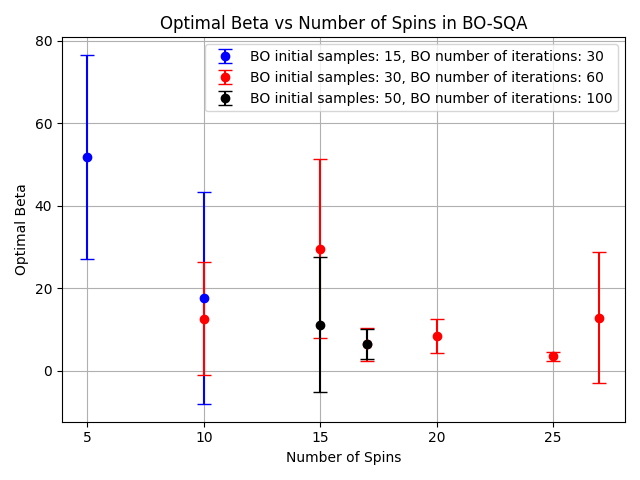 Optimal Beta vs Number of Spins in BO-SQA
80
BO initial samples: 15, BO number of iterations: 30
BO initial samples: 30, BO number of iterations: 60
BO initial samples: 50, BO number of iterations: 100
60
40
20
0
Optimal Beta
5
10
15
20
25
Number of Spins